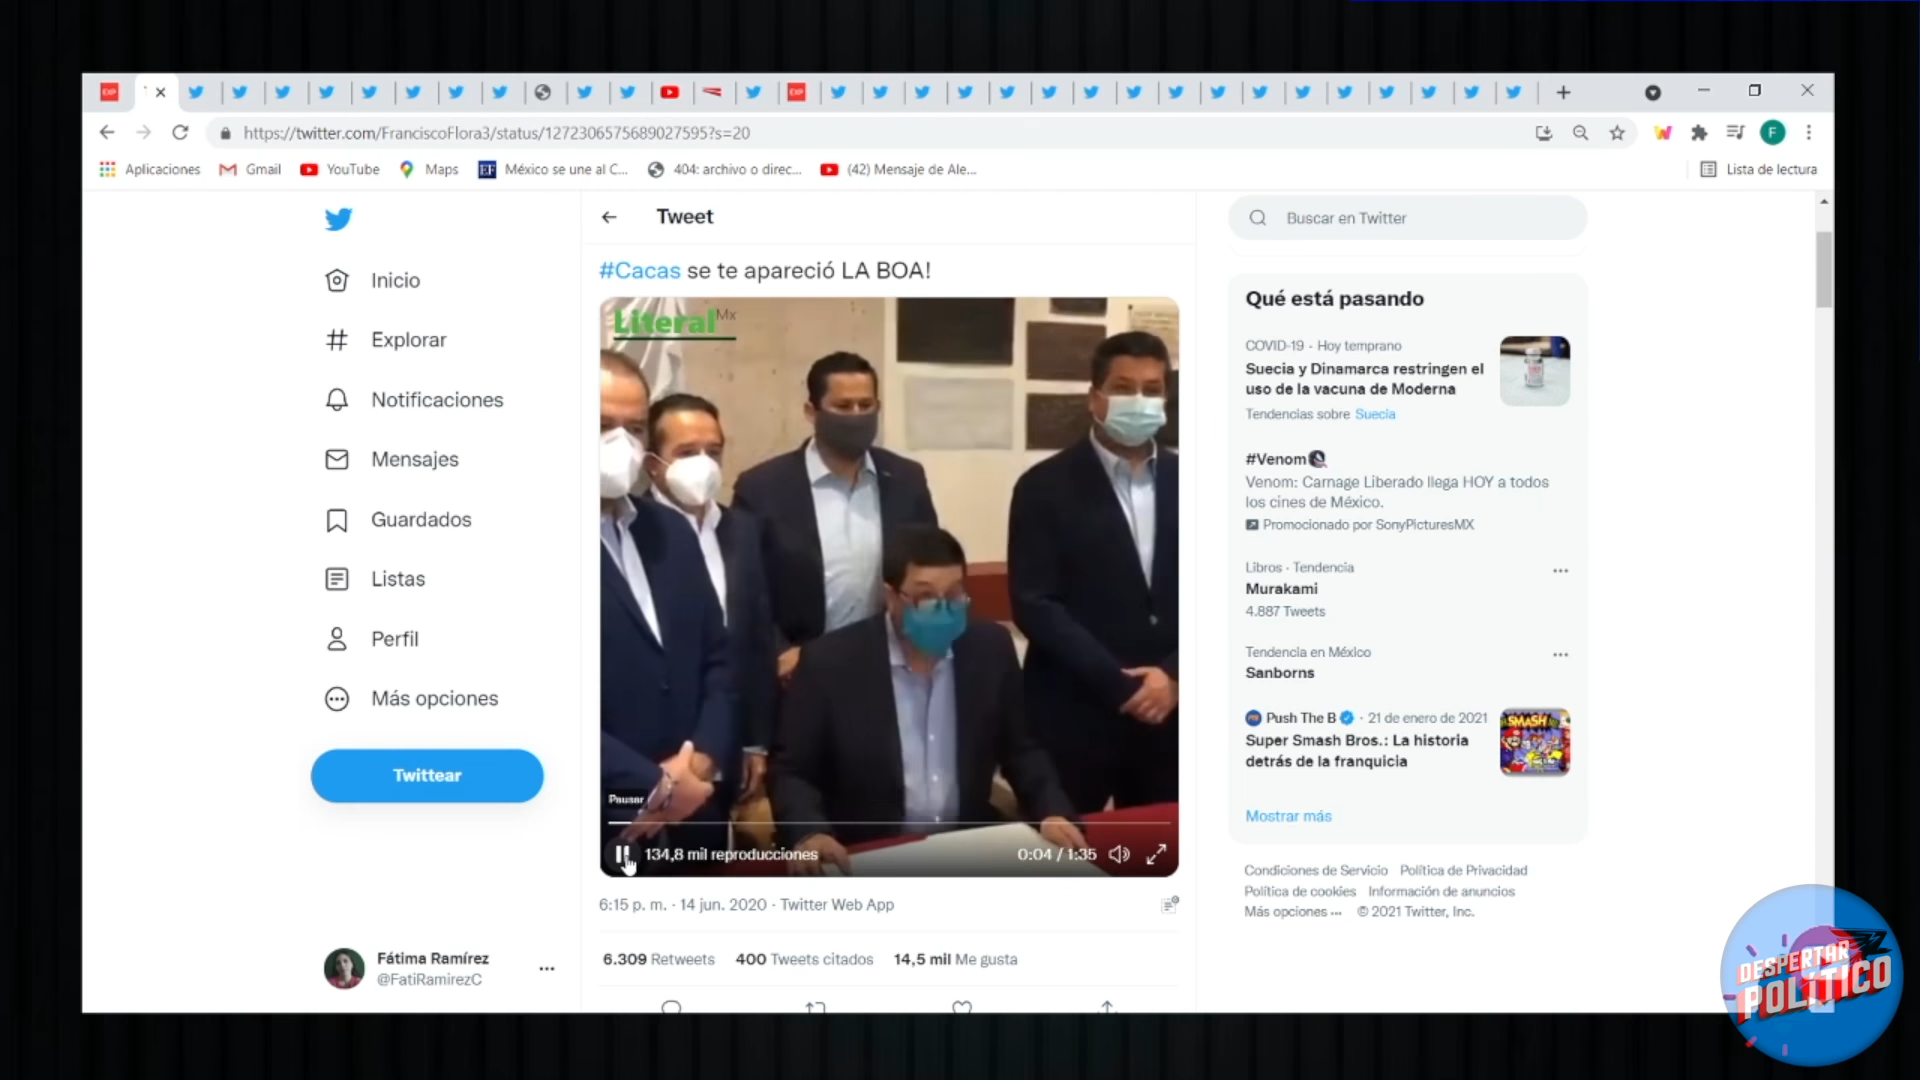 https://twitter.com/FranciscoFlora3/status/1272306575689027595?s=20
F
Aplicaciones
Gmail
YouTube
Maps
EF
México se une al C...
404: archivo o direc...
(42) Mensaje de Ale...
Lista de lectura
Inicio
Explorar
Notificaciones
Mensajes
Guardados
Listas
Perfil
Más opciones
Twittear
Fátima Ramírez
@FatiRamirezC
Tweet
#Cacas se te apareció LA BOA!
Literal Mx
Pausar
134,8 mil reproducciones
0:04 / 1:35
6:15 p. m. · 14 jun. 2020 · Twitter Web App
6.309 Retweets 400 Tweets citados 14,5 mil Me gusta
Buscar en Twitter
Qué está pasando
COVID-19 · Hoy temprano
Suecia y Dinamarca restringen el
uso de la vacuna de Moderna
Tendencias sobre Suecia
#Venom
Venom: Carnage Liberado llega HOY a todos
los cines de México.
Promocionado por SonyPicturesMX
Libros · Tendencia
Murakami
4.887 Tweets
Tendencia en México
Sanborns
Push The B · 21 de enero de 2021
Super Smash Bros.: La historia
detrás de la franquicia
SMASH
Mostrar más
Condiciones de Servicio Política de Privacidad
Política de cookies Información de anuncios
Más opciones ··· © 2021 Twitter, Inc.
DESPERTAR
POLÍTICO